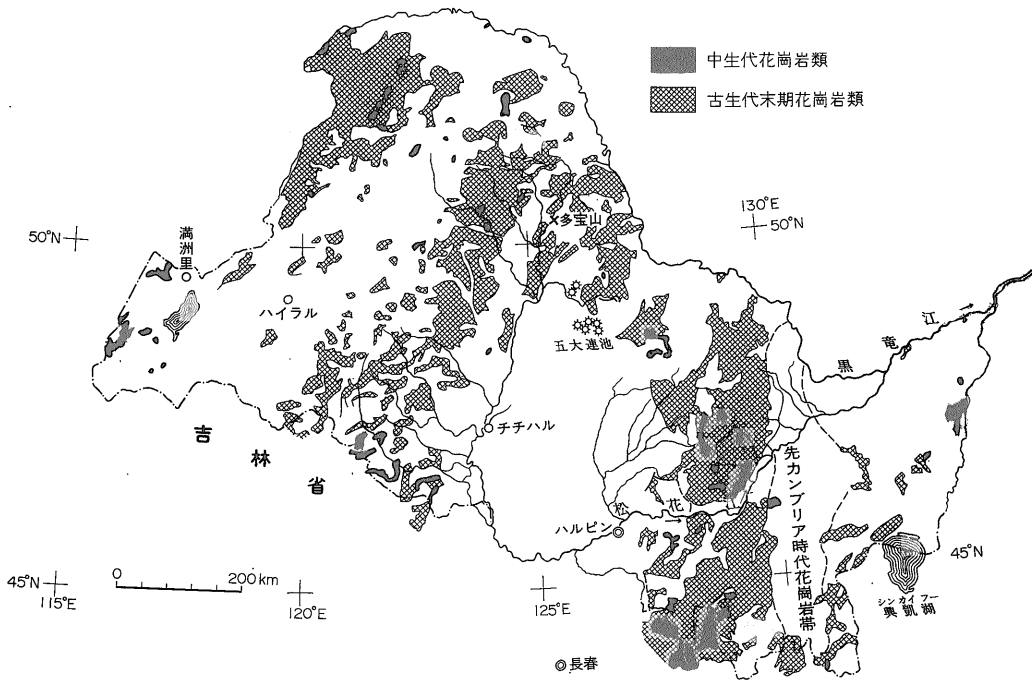 中生代花崗岩類
古生代末期花崗岩類
130°E
50°N
50°N
満洲里
多宝山
ハイラル
五大連池
黒竜江
吉林省
チチハル
先カンブリア時代花崗岩帯
松花
ハルビン
45°N
シンカイフー
興凱湖
45°N
115°E
0 200km
120°E
125°E
長春